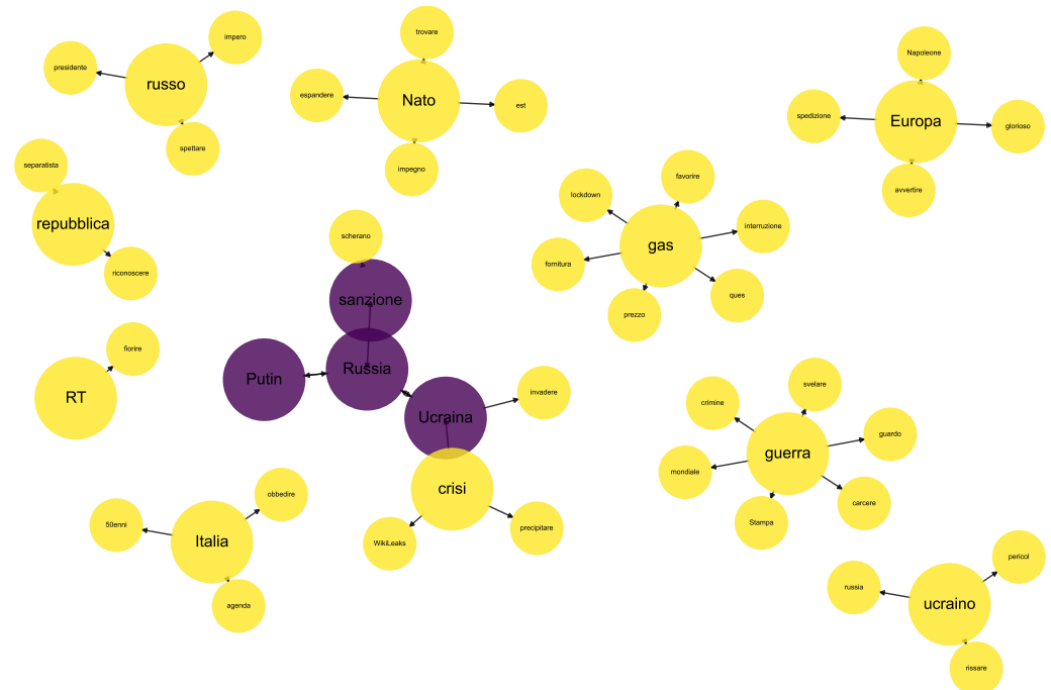 impero
presidente
russo
spettare
trovare
espandere
Nato
est
impegno
Napoleone
spedizione
Europa
glorioso
avvertire
separatista
repubblica
riconoscere
lockdown
favorire
interruzione
gas
fornitura
ques
prezzo
scherano
sanzione
Putin
Russia
Ucraina
invadere
crisi
WikiLeaks
precipitare
fiorire
RT
svelare
crimine
guardo
guerra
mondiale
carcere
Stampa
obbedire
50enni
Italia
agenda
pericol
russia
ucraino
rissare